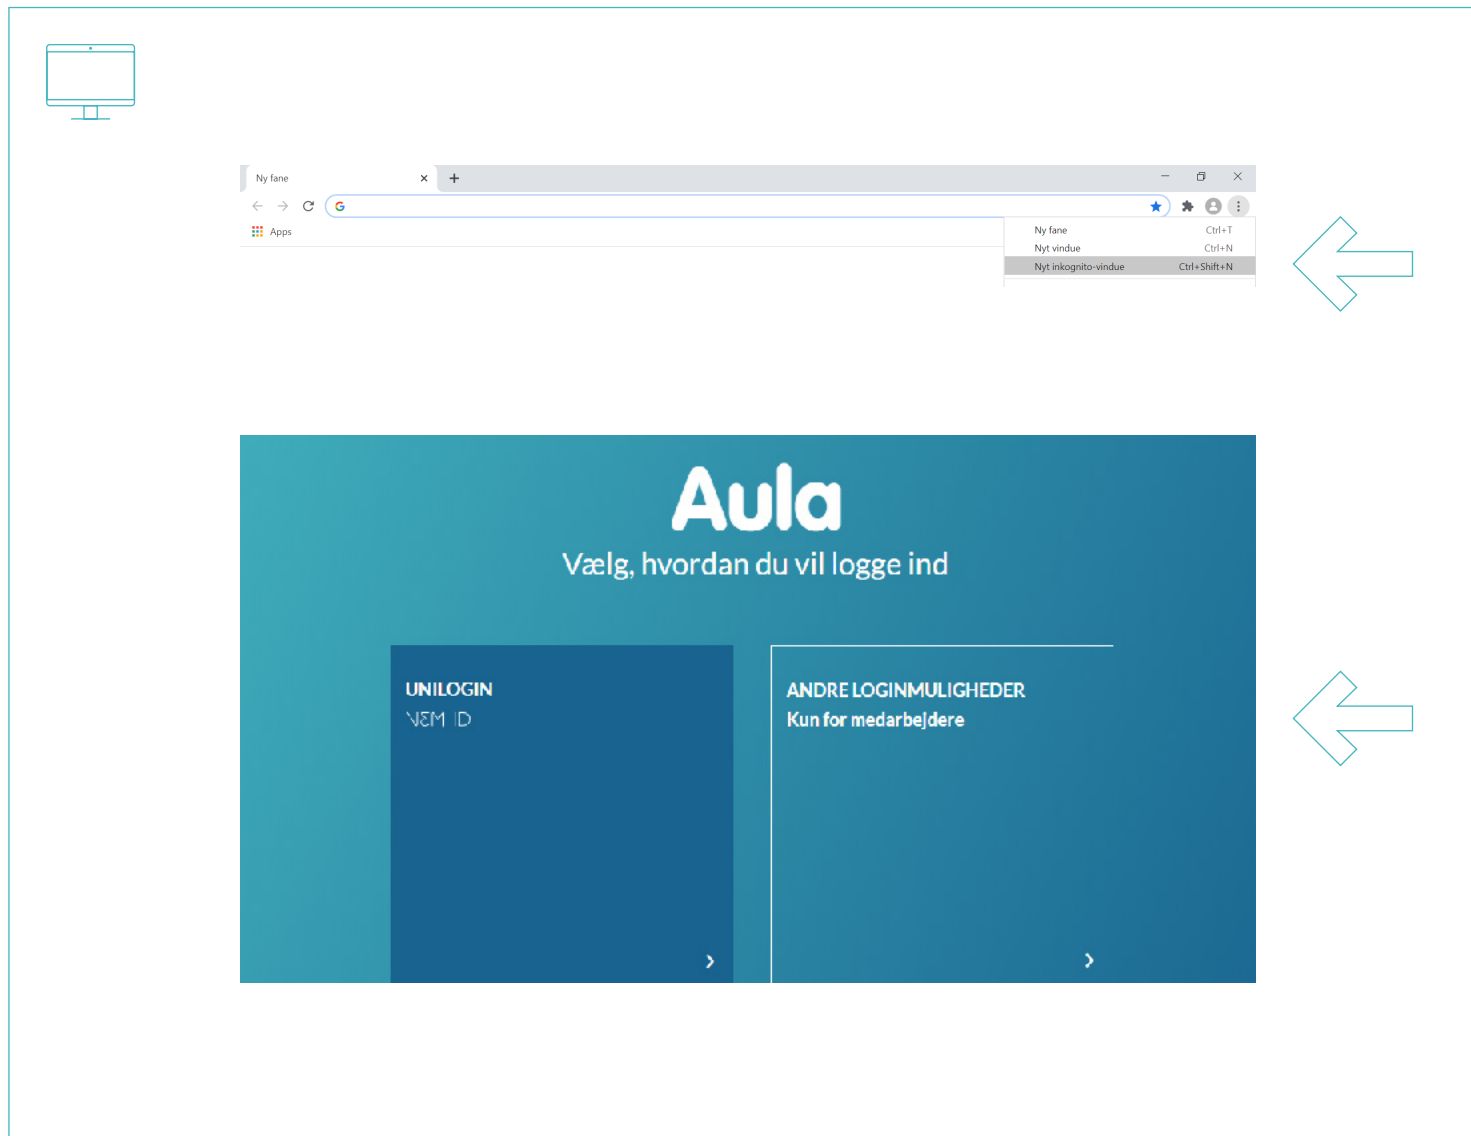 Ny fane
Apps
Ny fane Ctrl+T
Nyt vindue Ctrl+N
Nyt inkognito-vindue Ctrl+Shift+N
Aula
Vælg, hvordan du vil logge ind
UNILOGIN
NEM ID
ANDRE LOGINMULIGHEDER
Kun for medarbejdere